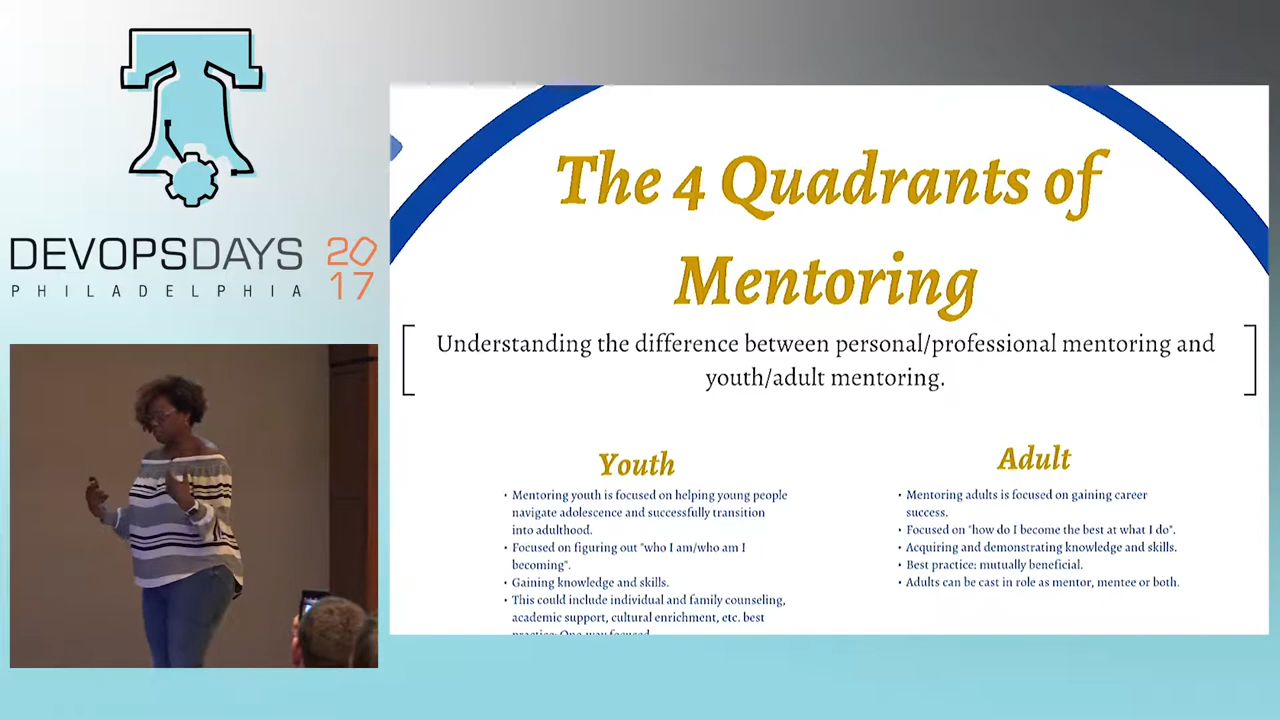 DEVOPSDAYS 2017
PHILADELPHIA
The 4 Quadrants of
Mentoring
Understanding the difference between personal/professional mentoring and
youth/adult mentoring.
Youth
• Mentoring youth is focused on helping young people
navigate adolescence and successfully transition
into adulthood.
• Focused on figuring out "who I am/who am I
becoming".
• Gaining knowledge and skills.
• This could include individual and family counseling,
academic support, cultural enrichment, etc. best
practice: One-way focused
Adult
• Mentoring adults is focused on gaining career
success.
• Focused on "how do I become the best at what I do".
• Acquiring and demonstrating knowledge and skills.
• Best practice: mutually beneficial.
• Adults can be cast in role as mentor, mentee or both.